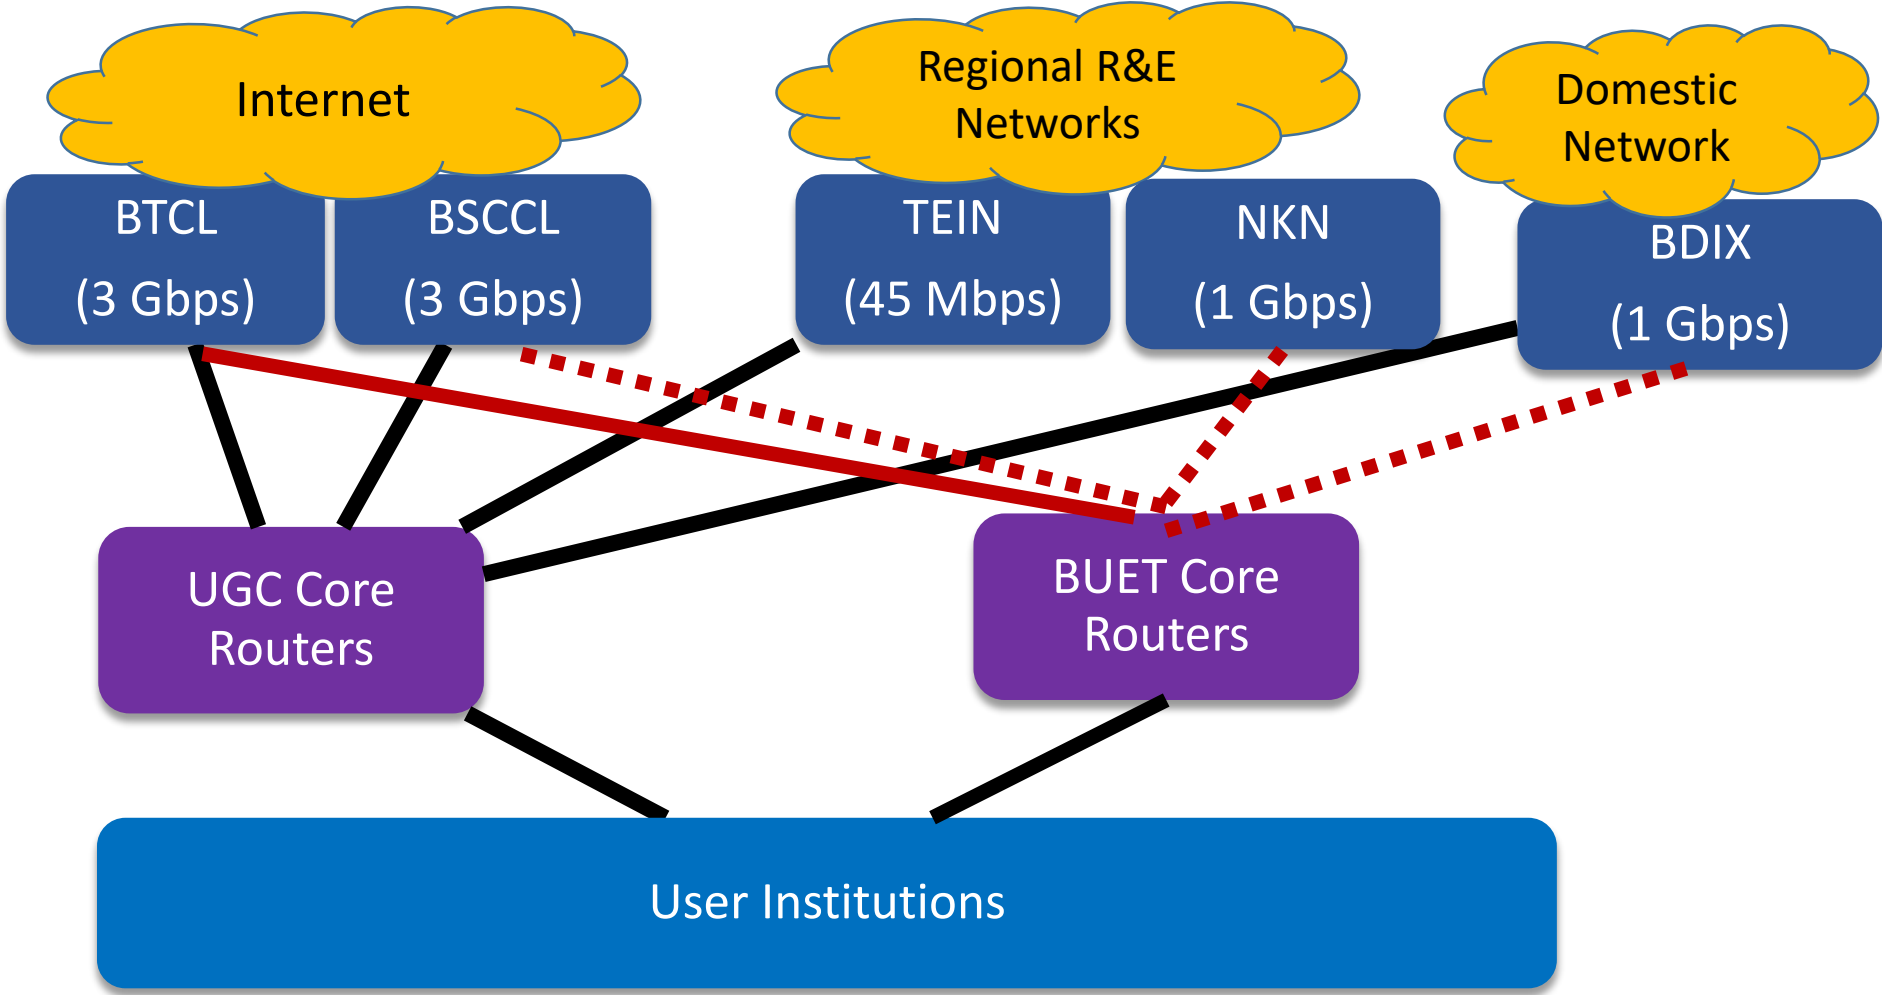 Internet
Regional R&E
Networks
Domestic
Network
BTCL
(3 Gbps)
BSCCL
(3 Gbps)
TEIN
(45 Mbps)
NKN
(1 Gbps)
BDIX
(1 Gbps)
UGC Core
Routers
BUET Core
Routers
User Institutions